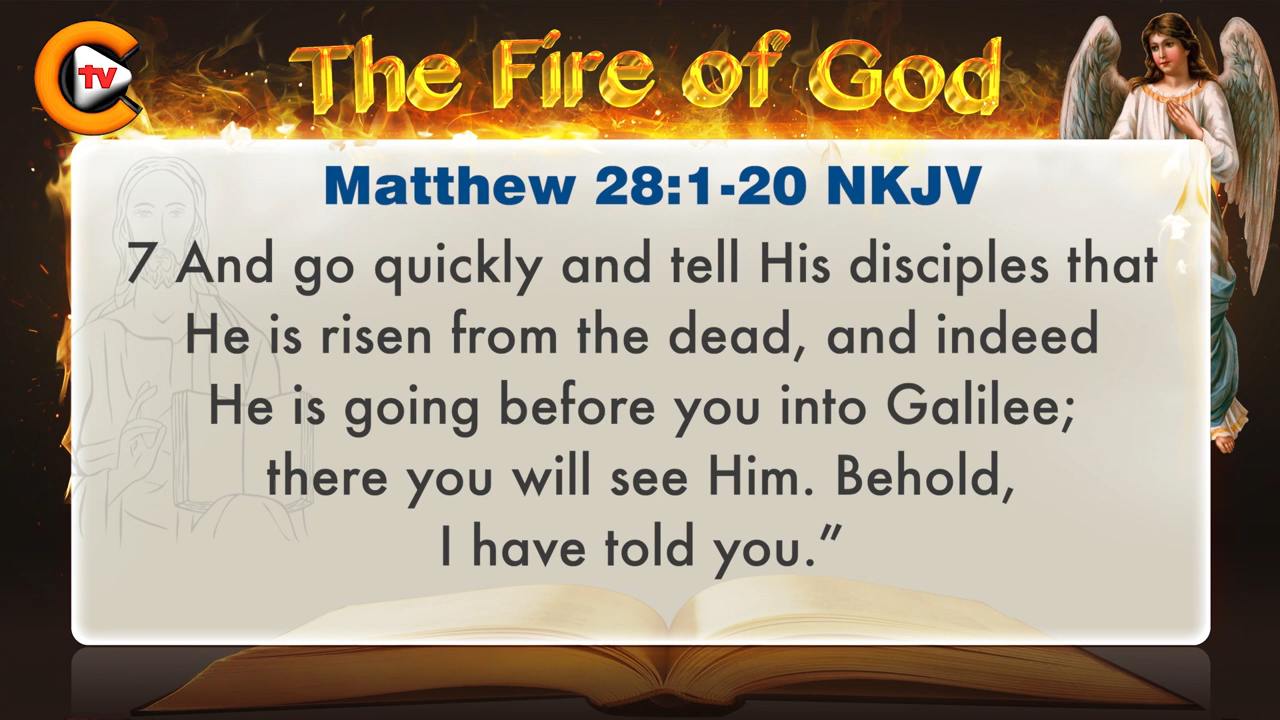 tv
The Fire of God
Matthew 28:1-20 NKJV
7 And go quickly and tell His disciples that
He is risen from the dead, and indeed
He is going before you into Galilee;
there you will see Him. Behold,
I have told you.”